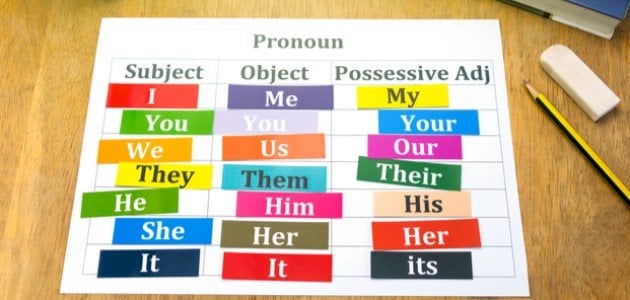 Pronoun
Subject Object Possessive Adj
I Me My
You You Your
We Us Our
They Them Their
He Him His
She Her Her
It It its